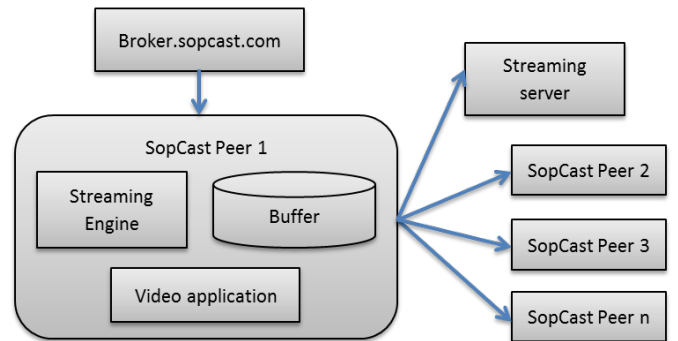 Broker.sopcast.com
Streaming
server
SopCast Peer 1
Streaming
Engine
Buffer
Video application
SopCast Peer 2
SopCast Peer 3
SopCast Peer n